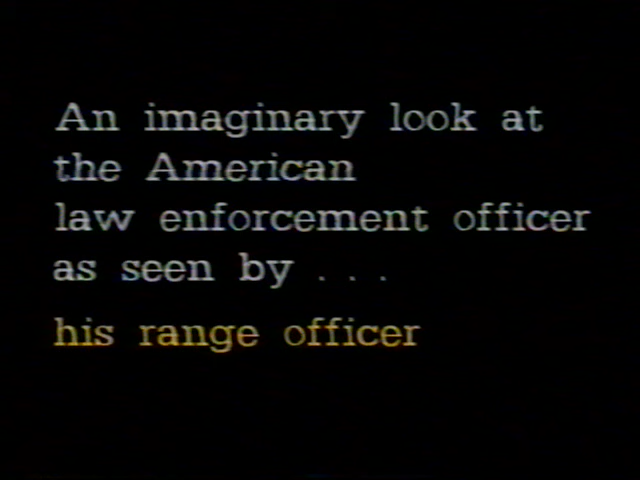 An imaginary look at
the American
law enforcement officer
as seen by . . .
his range officer